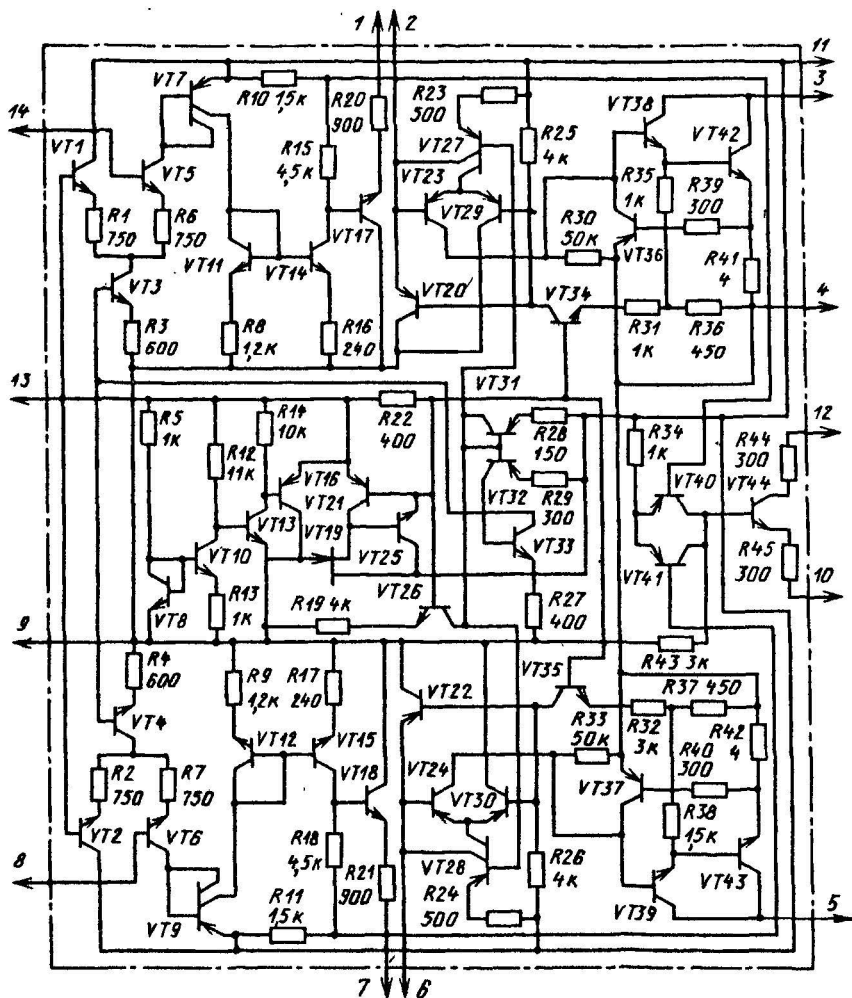 1 2
11
VT7
R10 1,5к
R20
900
R23
500
VT38
3
14
VT1
VT5
R15
4,5к
VT27
R25
4к
VT42
VT23
R35
1к
R39
300
R1
750
R6
750
VT17
VT29
R30
50к
VT11
VT14
VT36
R41
4
VT3
VT20
VT34
4
R3
600
R8
1,2к
R16
240
R31
1к
R36
450
13
VT31
R5
1к
R14
10к
R22
400
R28
150
R34
1к
R44
300
12
R12
11к
VT16
VT40
VT21
VT32
R29
300
VT44
VT13
VT19
VT33
R45
300
VT10
VT25
VT41
VT8
R13
1к
VT26
R27
400
10
R19 4к
9
R43 3к
R4
600
R9
1,2к
R17
240
VT22
VT35
R37 450
VT4
R33
50к
R32
3к
R42
4
VT12
VT15
VT24
R40
300
R2
750
R7
750
VT18
VT30
VT37
VT2
VT6
R18
4,5к
R38
1,5к
VT28
R26
4к
8
R21
900
R24
500
VT43
VT9
R11
1,5к
VT39
5
7 6